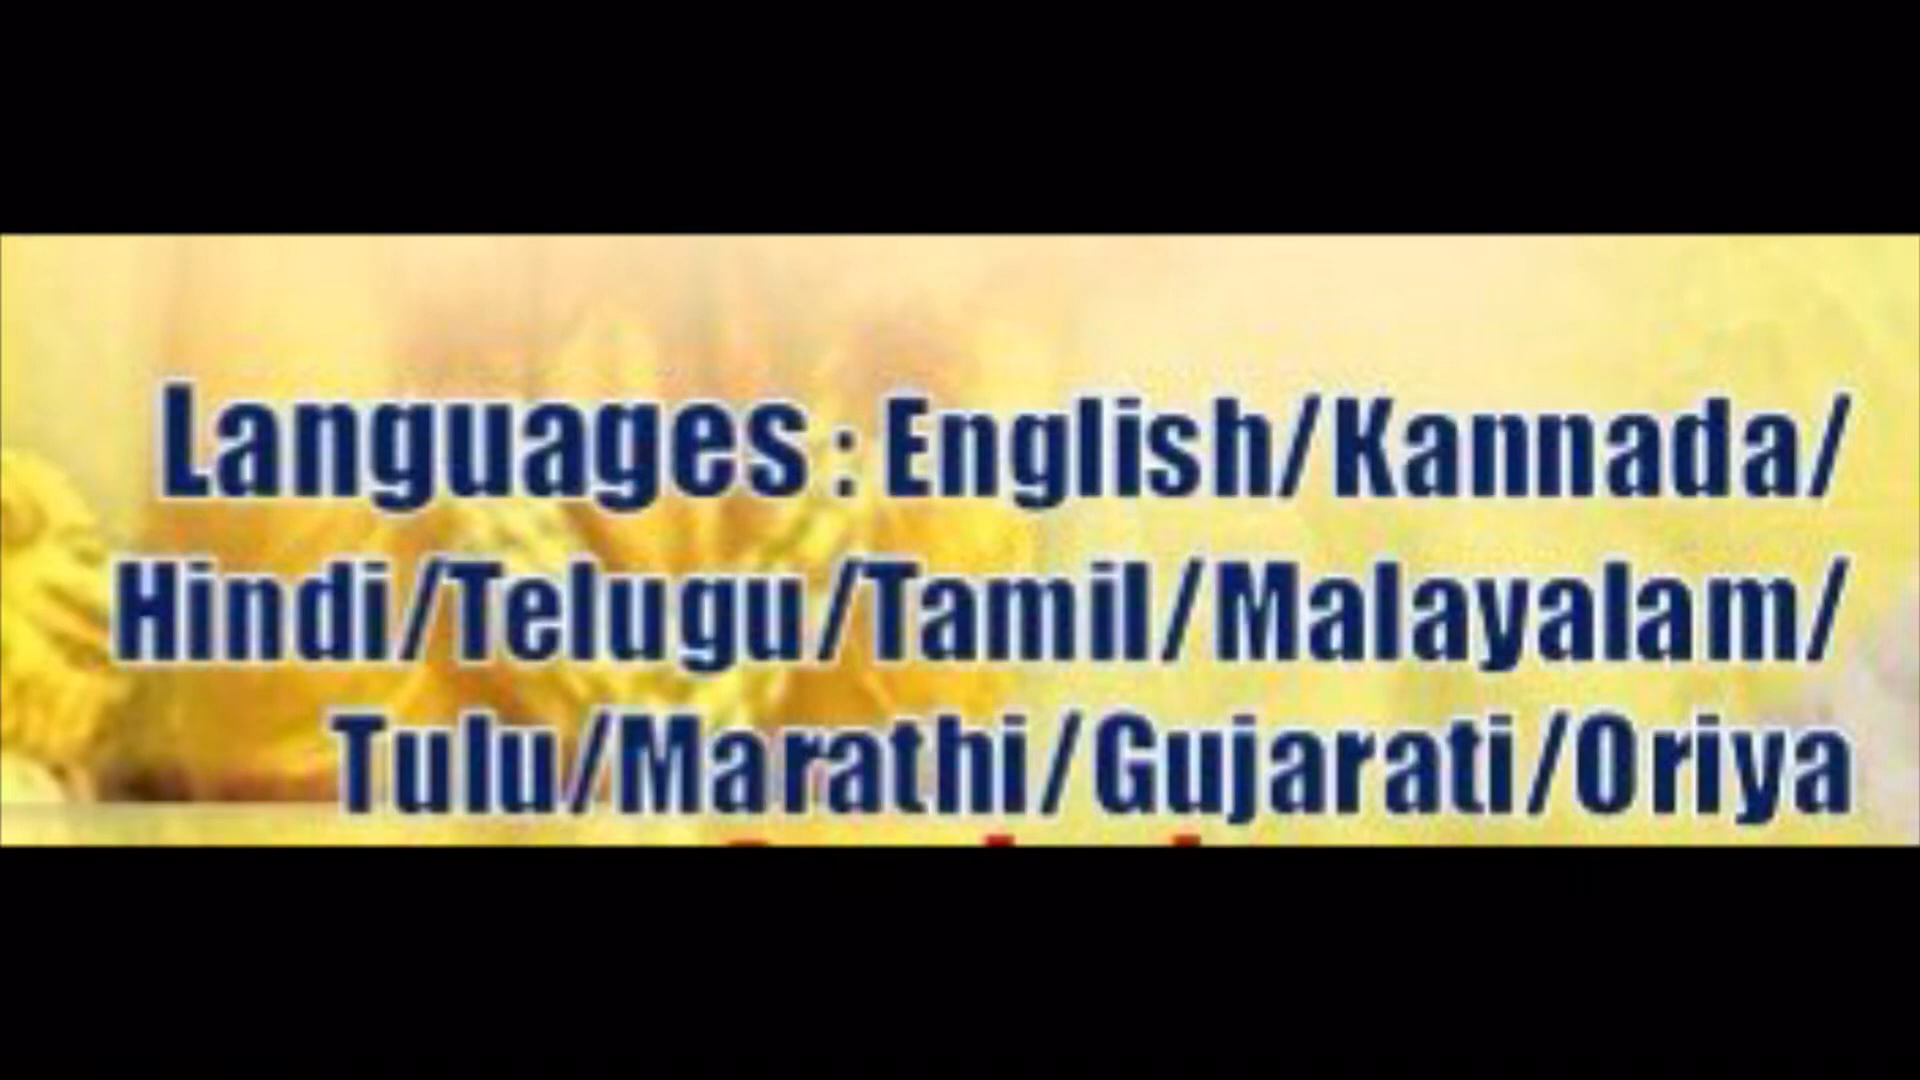 Languages : English/Kannada/
Hindi/Telugu/Tamil/Malayalam/
Tulu/Marathi/Gujarati/Oriya